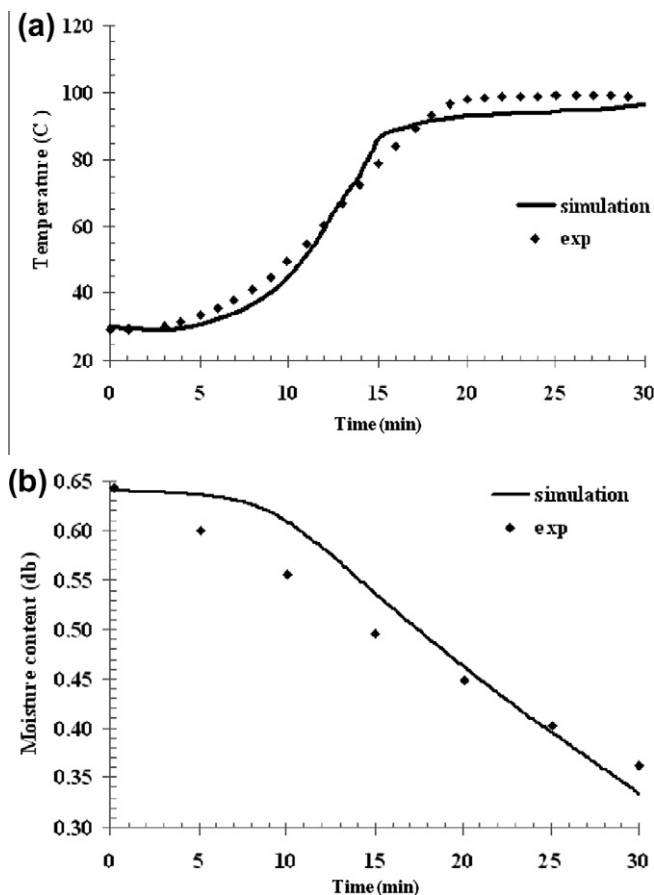 (a)
120
100
80
60
40
20
Temperature (C)
simulation
exp
0 5 10 15 20 25 30
Time (min)
(b)
0.65
0.60
0.55
0.50
0.45
0.40
0.35
0.30
Moisture content (db)
simulation
exp
0 5 10 15 20 25 30
Time (min)